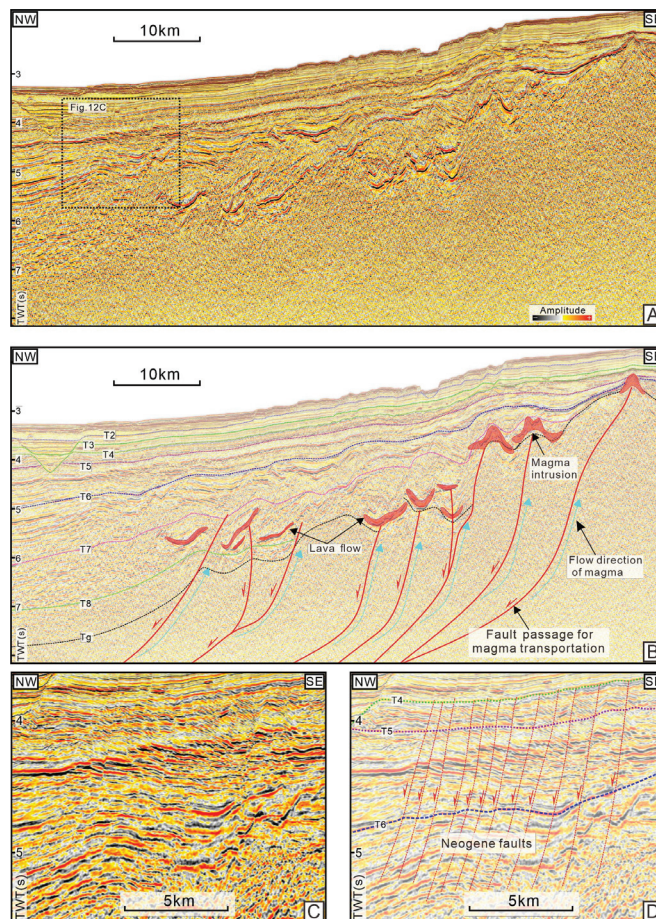 NW
SE
10km
3
Fig.12C
4
5
6
7
TWT(s)
Amplitude
A
NW
SE
10km
3
T2
T3
4
T4
T5
Magma
intrusion
5
T6
T7
Lava flow
6
Flow direction
of magma
T8
7
Tg
Fault passage for
magma transportation
TWT(s)
B
NW
SE
4
5
TWT(s)
5km
C
NW
T4
4
T5
T6
5
Neogene faults
TWT(s)
5km
D